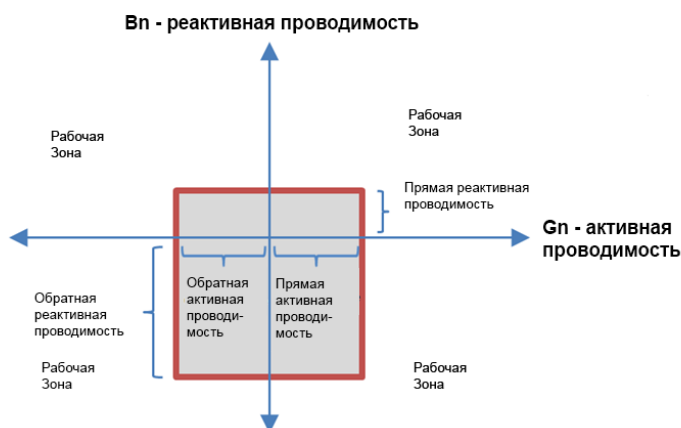 Bn - реактивная проводимость
Рабочая
Зона
Рабочая
Зона
Прямая реактивная
проводимость
Gn - активная
проводимость
Обратная
активная
проводи-
мость
Прямая
активная
проводи-
мость
Обратная
реактивная
проводимость
Рабочая
Зона
Рабочая
Зона